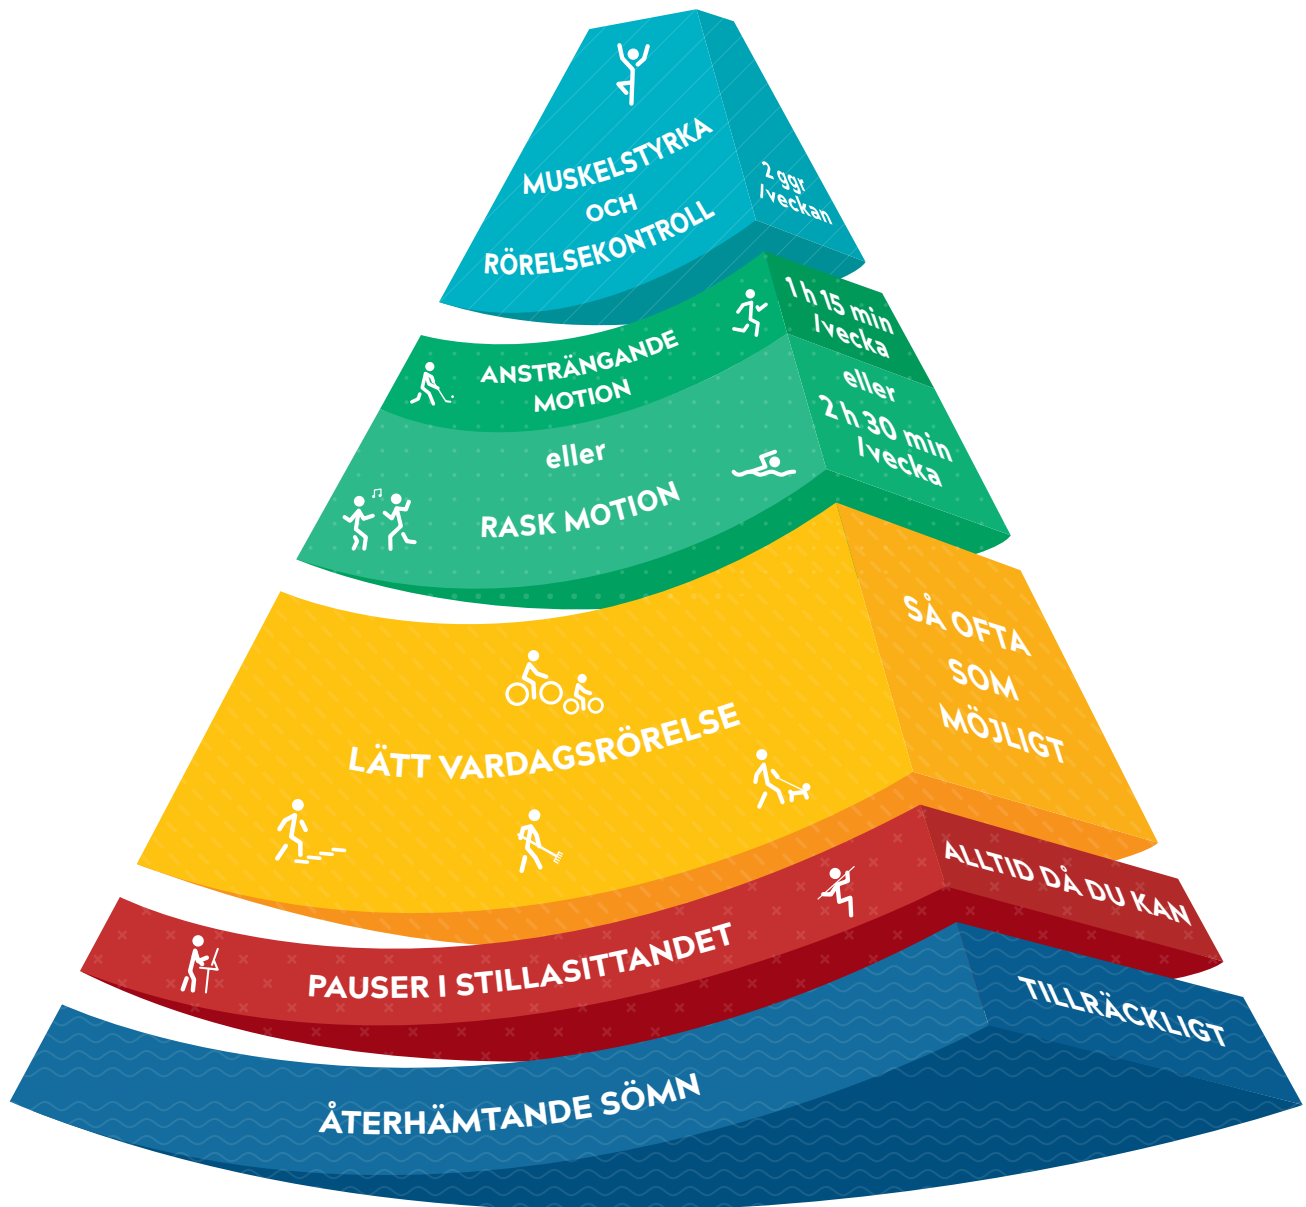 MUSKELSTYRKA
OCH
RÖRELSEKONTROLL
2 ggr
/veckan
ANSTRÄNGANDE
MOTION
1 h 15 min
/vecka
eller
RASK MOTION
eller
2 h 30 min
/vecka
LÄTT VARDAGSRÖRELSE
SÅ OFTA
SOM
MÖJLIGT
PAUSER I STILLASITTANDET
ALLTID DÅ DU KAN
ÅTERHÄMTANDE SÖMN
TILLRÄCKLIGT